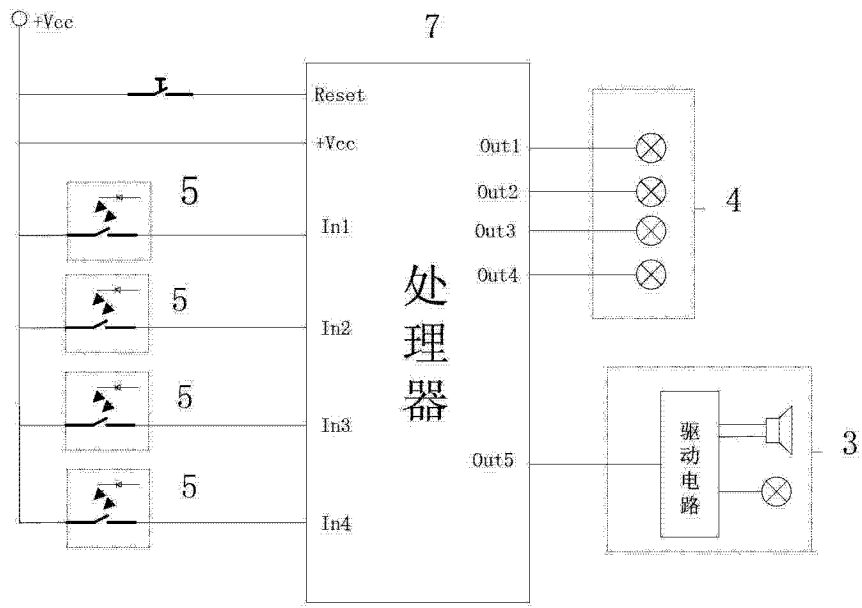 +Vcc
7
Reset
+Vcc
Out1
5
Out2
4
In1
Out3
Out4
5
In2
处理器
5
In3
驱动电路
3
Out5
5
In4